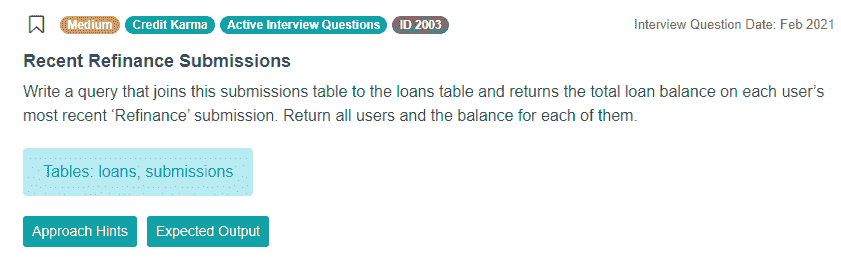 Medium Credit Karma Active Interview Questions ID 2003 Interview Question Date: Feb 2021
Recent Refinance Submissions
Write a query that joins this submissions table to the loans table and returns the total loan balance on each user’s
most recent ‘Refinance’ submission. Return all users and the balance for each of them.
Tables: loans, submissions
Approach Hints Expected Output